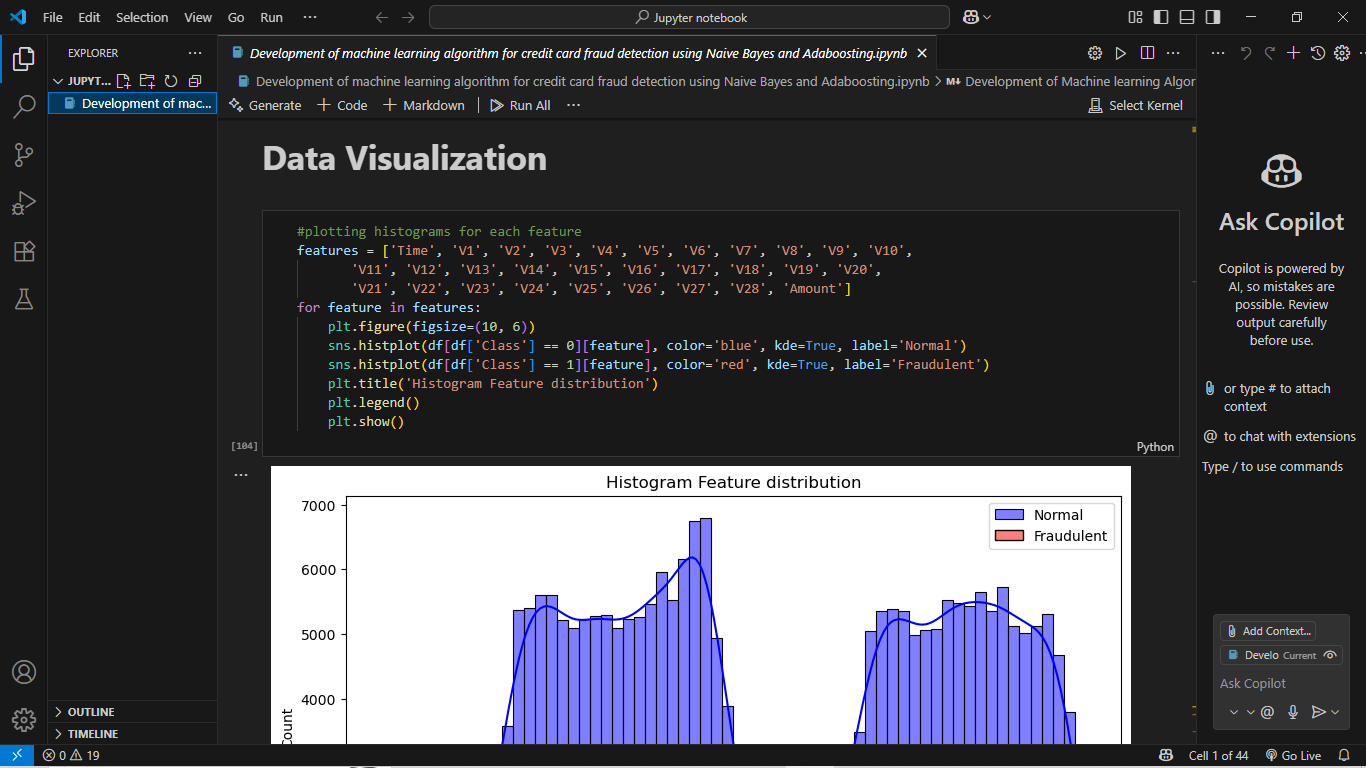 File Edit Selection View Go Run ···
Jupyter notebook
EXPLORER ···
JUPYT...
Development of mac...
OUTLINE
TIMELINE
Development of machine learning algorithm for credit card fraud detection using Naive Bayes and Adaboosting.ipynb
Development of machine learning algorithm for credit card fraud detection using Naive Bayes and Adaboosting.ipynb > M↓ Development of Machine learning Algor
Generate + Code + Markdown | Run All ···
Select Kernel
Data Visualization
#plotting histograms for each feature
features = ['Time', 'V1', 'V2', 'V3', 'V4', 'V5', 'V6', 'V7', 'V8', 'V9', 'V10',
'V11', 'V12', 'V13', 'V14', 'V15', 'V16', 'V17', 'V18', 'V19', 'V20',
'V21', 'V22', 'V23', 'V24', 'V25', 'V26', 'V27', 'V28', 'Amount']
for feature in features:
plt.figure(figsize=(10, 6))
sns.histplot(df[df['Class'] == 0][feature], color='blue', kde=True, label='Normal')
sns.histplot(df[df['Class'] == 1][feature], color='red', kde=True, label='Fraudulent')
plt.title('Histogram Feature distribution')
plt.legend()
plt.show()
[104]
Python
Histogram Feature distribution
7000
6000
5000
4000
Count
Normal
Fraudulent
Ask Copilot
Copilot is powered by
AI, so mistakes are
possible. Review
output carefully
before use.
or type # to attach
context
@ to chat with extensions
Type / to use commands
Add Context...
Develo Current
Ask Copilot
@
0 19
Cell 1 of 44
Go Live